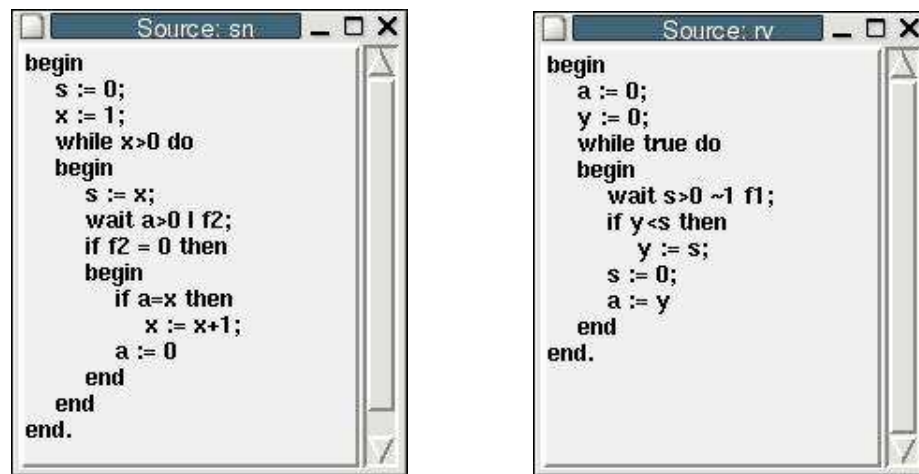 Source: sn
begin
s := 0;
x := 1;
while x>0 do
begin
s := x;
wait a>0 | f2;
if f2 = 0 then
begin
if a=x then
x := x+1;
a := 0
end
end
end.
Source: rv
begin
a := 0;
y := 0;
while true do
begin
wait s>0 ~1 f1;
if y<s then
y := s;
s := 0;
a := y
end
end.